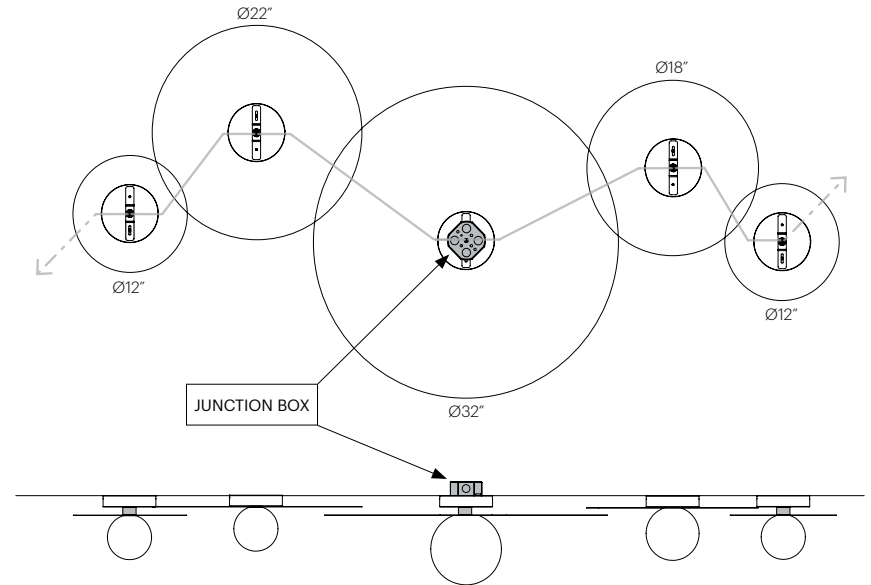 Ø22”
Ø18”
Ø12”
Ø12”
JUNCTION BOX
Ø32”